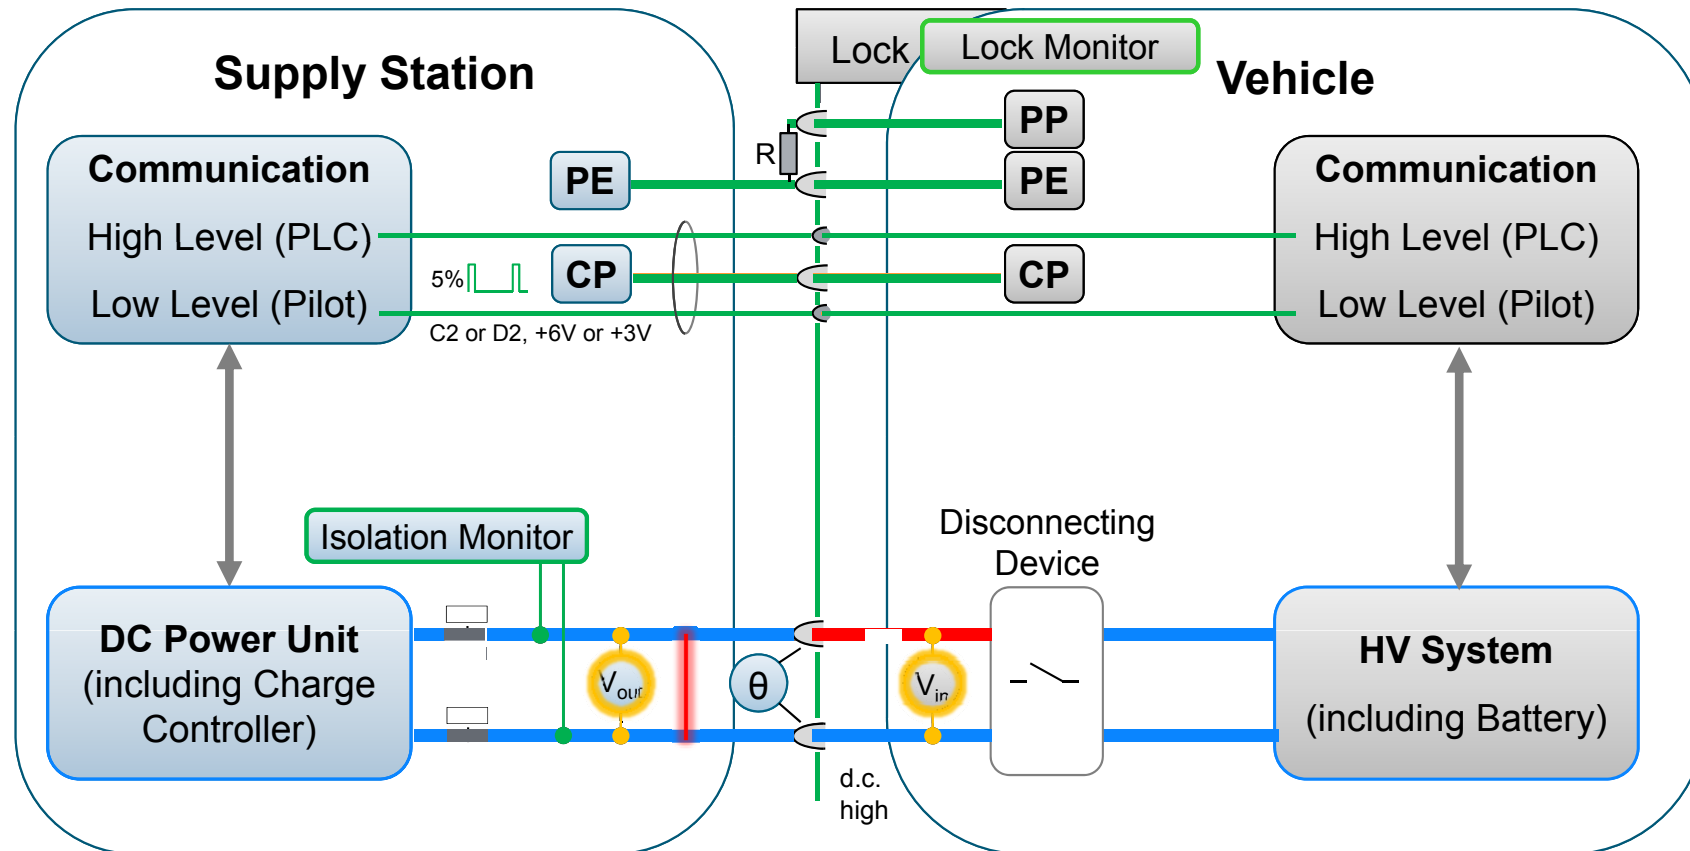 Supply Station
Lock
Lock Monitor
Vehicle
Communication
High Level (PLC)
Low Level (Pilot)
PE
5%
CP
C2 or D2, +6V or +3V
R
PP
PE
CP
Communication
High Level (PLC)
Low Level (Pilot)
Isolation Monitor
Disconnecting
Device
DC Power Unit
(including Charge
Controller)
Vout
θ
Vin
HV System
(including Battery)
d.c.
high